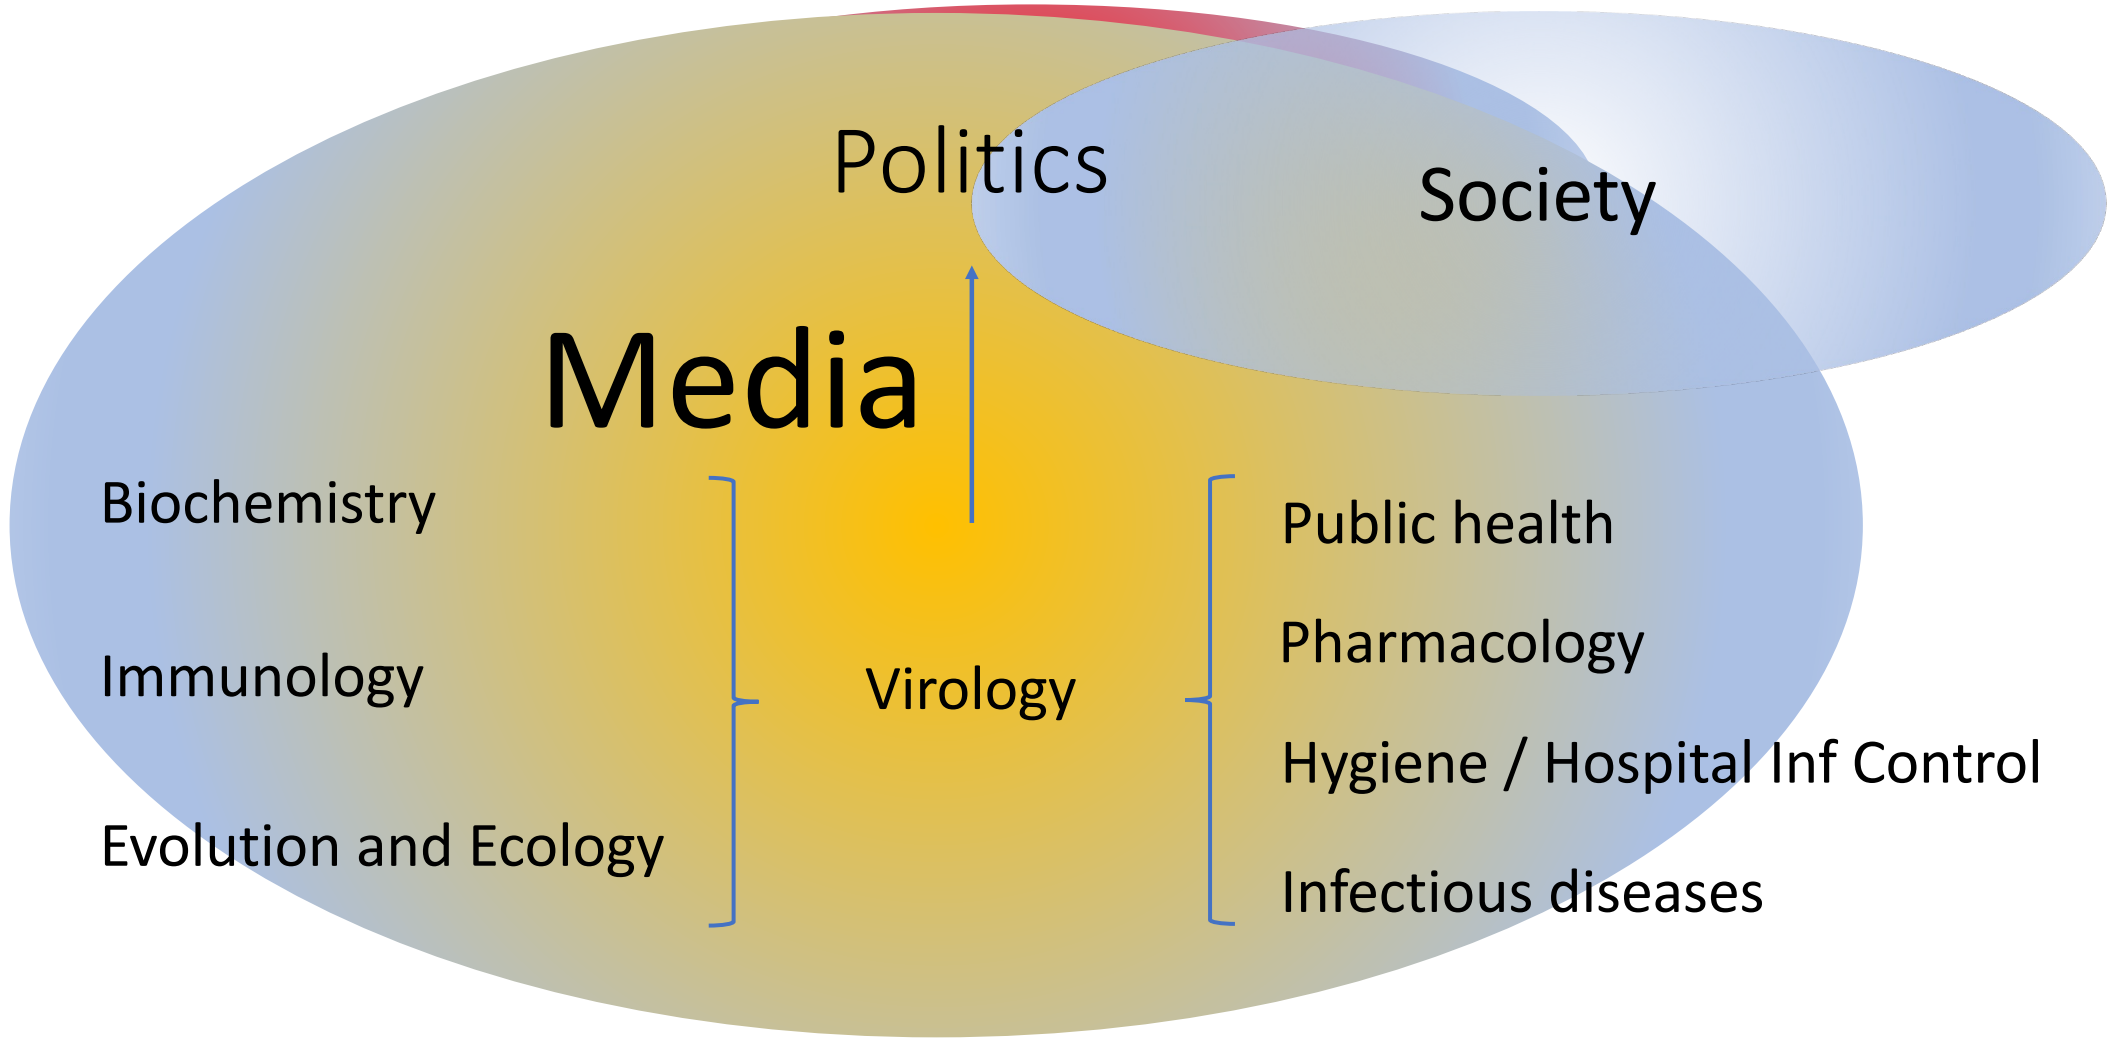 Politics
Society
Media
Biochemistry
Immunology
Evolution and Ecology
Virology
Public health
Pharmacology
Hygiene / Hospital Inf Control
Infectious diseases